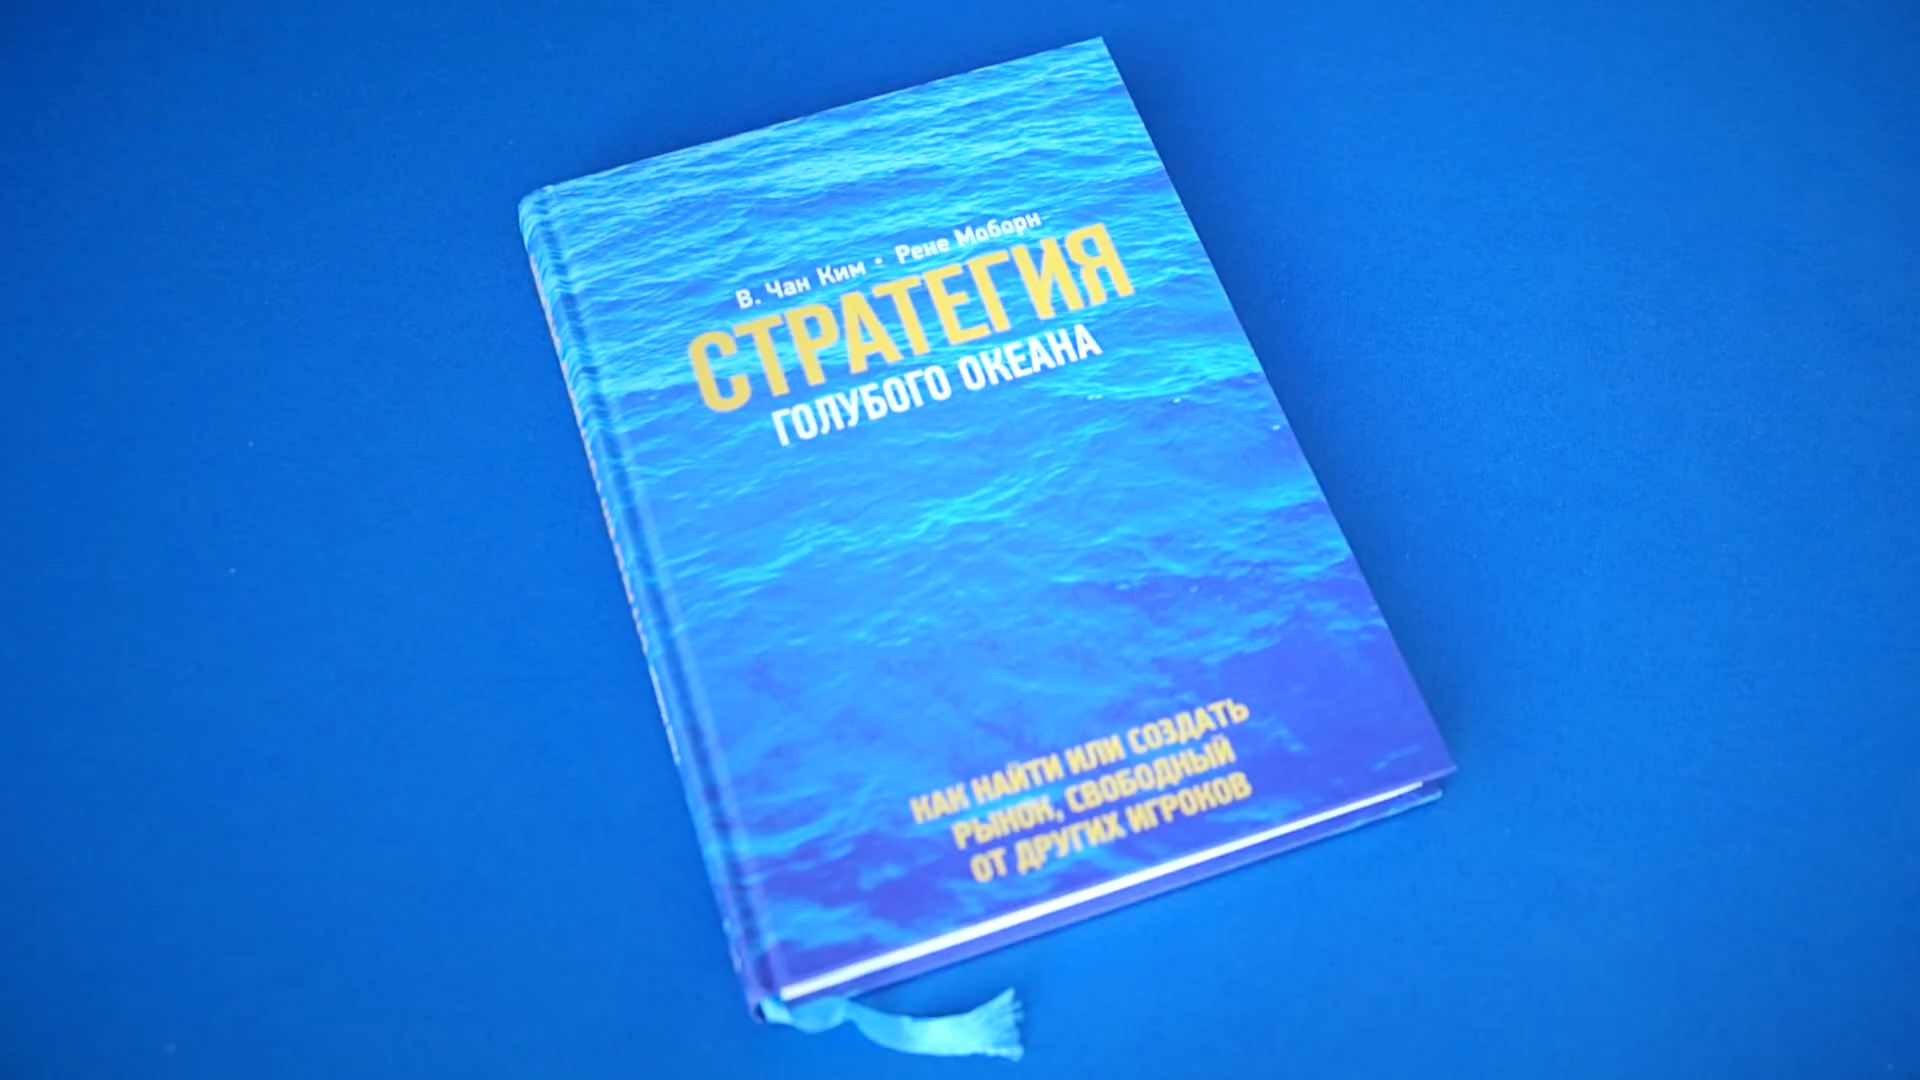 В. Чан Ким • Рене Моборн
СТРАТЕГИЯ
ГОЛУБОГО ОКЕАНА
КАК НАЙТИ ИЛИ СОЗДАТЬ
РЫНОК, СВОБОДНЫЙ
ОТ ДРУГИХ ИГРОКОВ